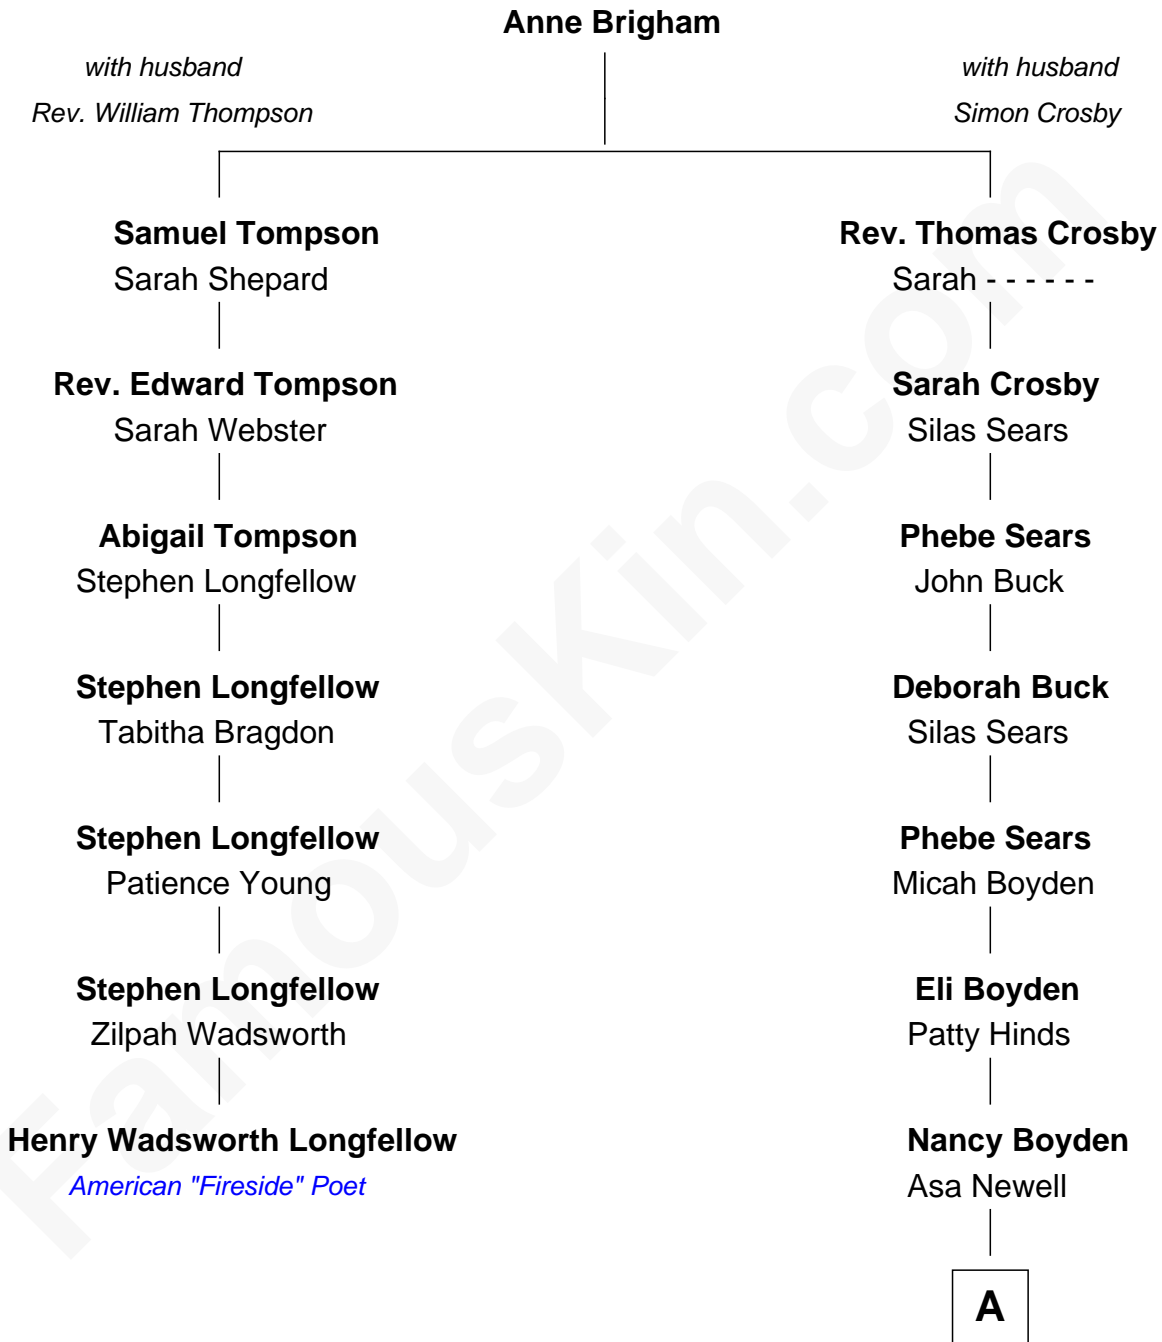 Anne Brigham
with husband
Rev. William Thompson
with husband
Simon Crosby
Samuel Tompson
Sarah Shepard
Rev. Edward Tompson
Sarah Webster
Abigail Tompson
Stephen Longfellow
Stephen Longfellow
Tabitha Bragdon
Stephen Longfellow
Patience Young
Stephen Longfellow
Zilpah Wadsworth
Henry Wadsworth Longfellow
American "Fireside" Poet
Rev. Thomas Crosby
Sarah - - - - - -
Sarah Crosby
Silas Sears
Phebe Sears
John Buck
Deborah Buck
Silas Sears
Phebe Sears
Micah Boyden
Eli Boyden
Patty Hinds
Nancy Boyden
Asa Newell
A
FamousKin.com